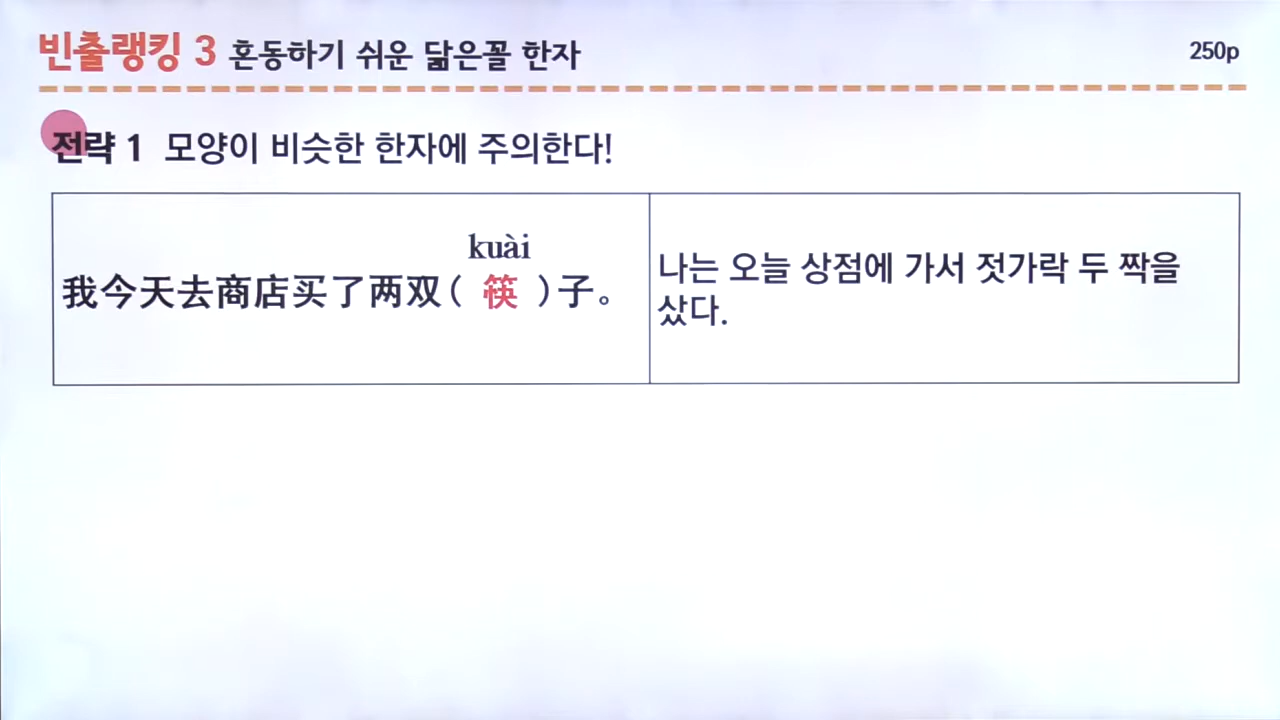 빈출랭킹 3 혼동하기 쉬운 닮은꼴 한자
250p
전략 1 모양이 비슷한 한자에 주의한다!
kuài
我今天去商店买了两双( 筷 )子。
나는 오늘 상점에 가서 젓가락 두 짝을
샀다.